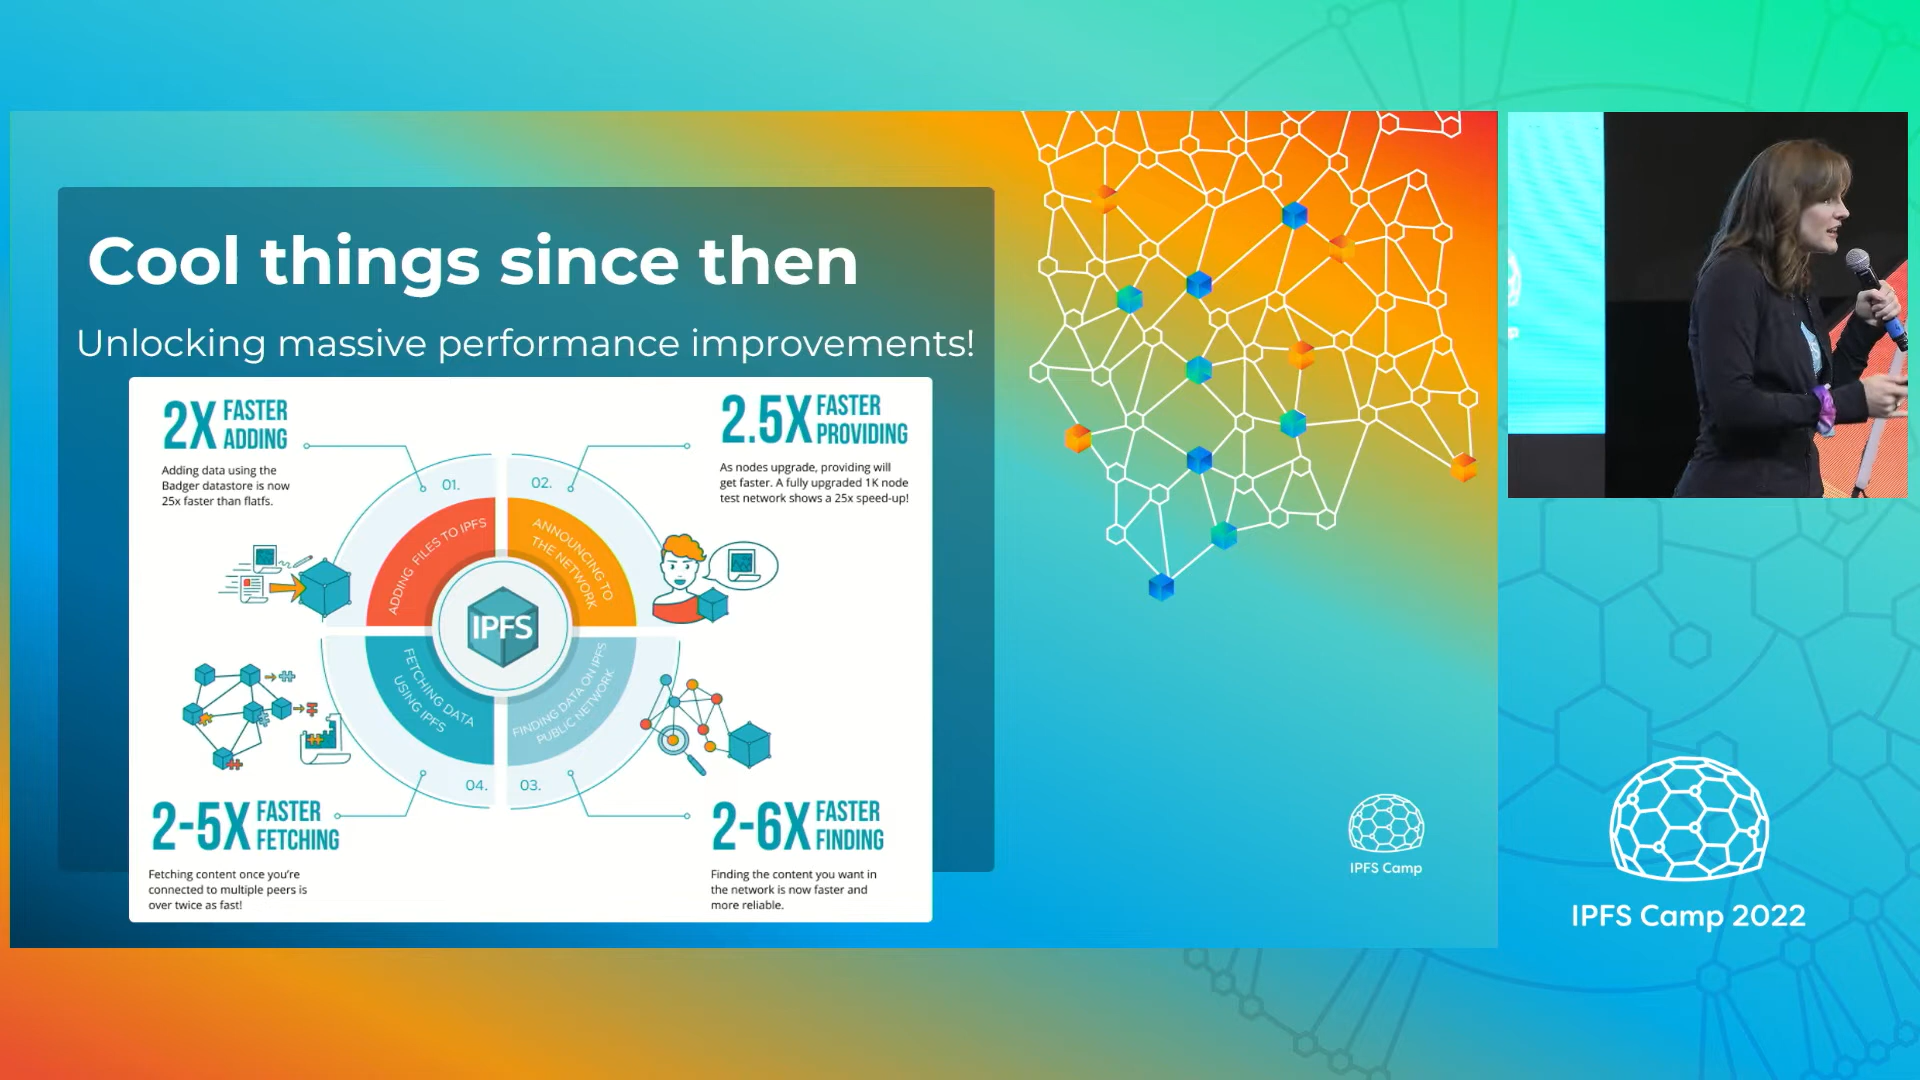 Cool things since then
Unlocking massive performance improvements!
2X FASTER
ADDING
Adding data using the
Badger datastore is now
25x faster than flatfs.
2.5X FASTER
PROVIDING
As nodes upgrade, providing will
get faster. A fully upgraded 1K node
test network shows a 25x speed-up!
01.
02.
ADDING FILES TO IPFS
ANNOUNCING TO
THE NETWORK
IPFS
FETCHING DATA
USING IPFS
FINDING DATA ON IPFS
PUBLIC NETWORK
04.
03.
2-5X FASTER
FETCHING
Fetching content once you're
connected to multiple peers is
over twice as fast!
2-6X FASTER
FINDING
Finding the content you want in
the network is now faster and
more reliable.
IPFS Camp
IPFS Camp 2022